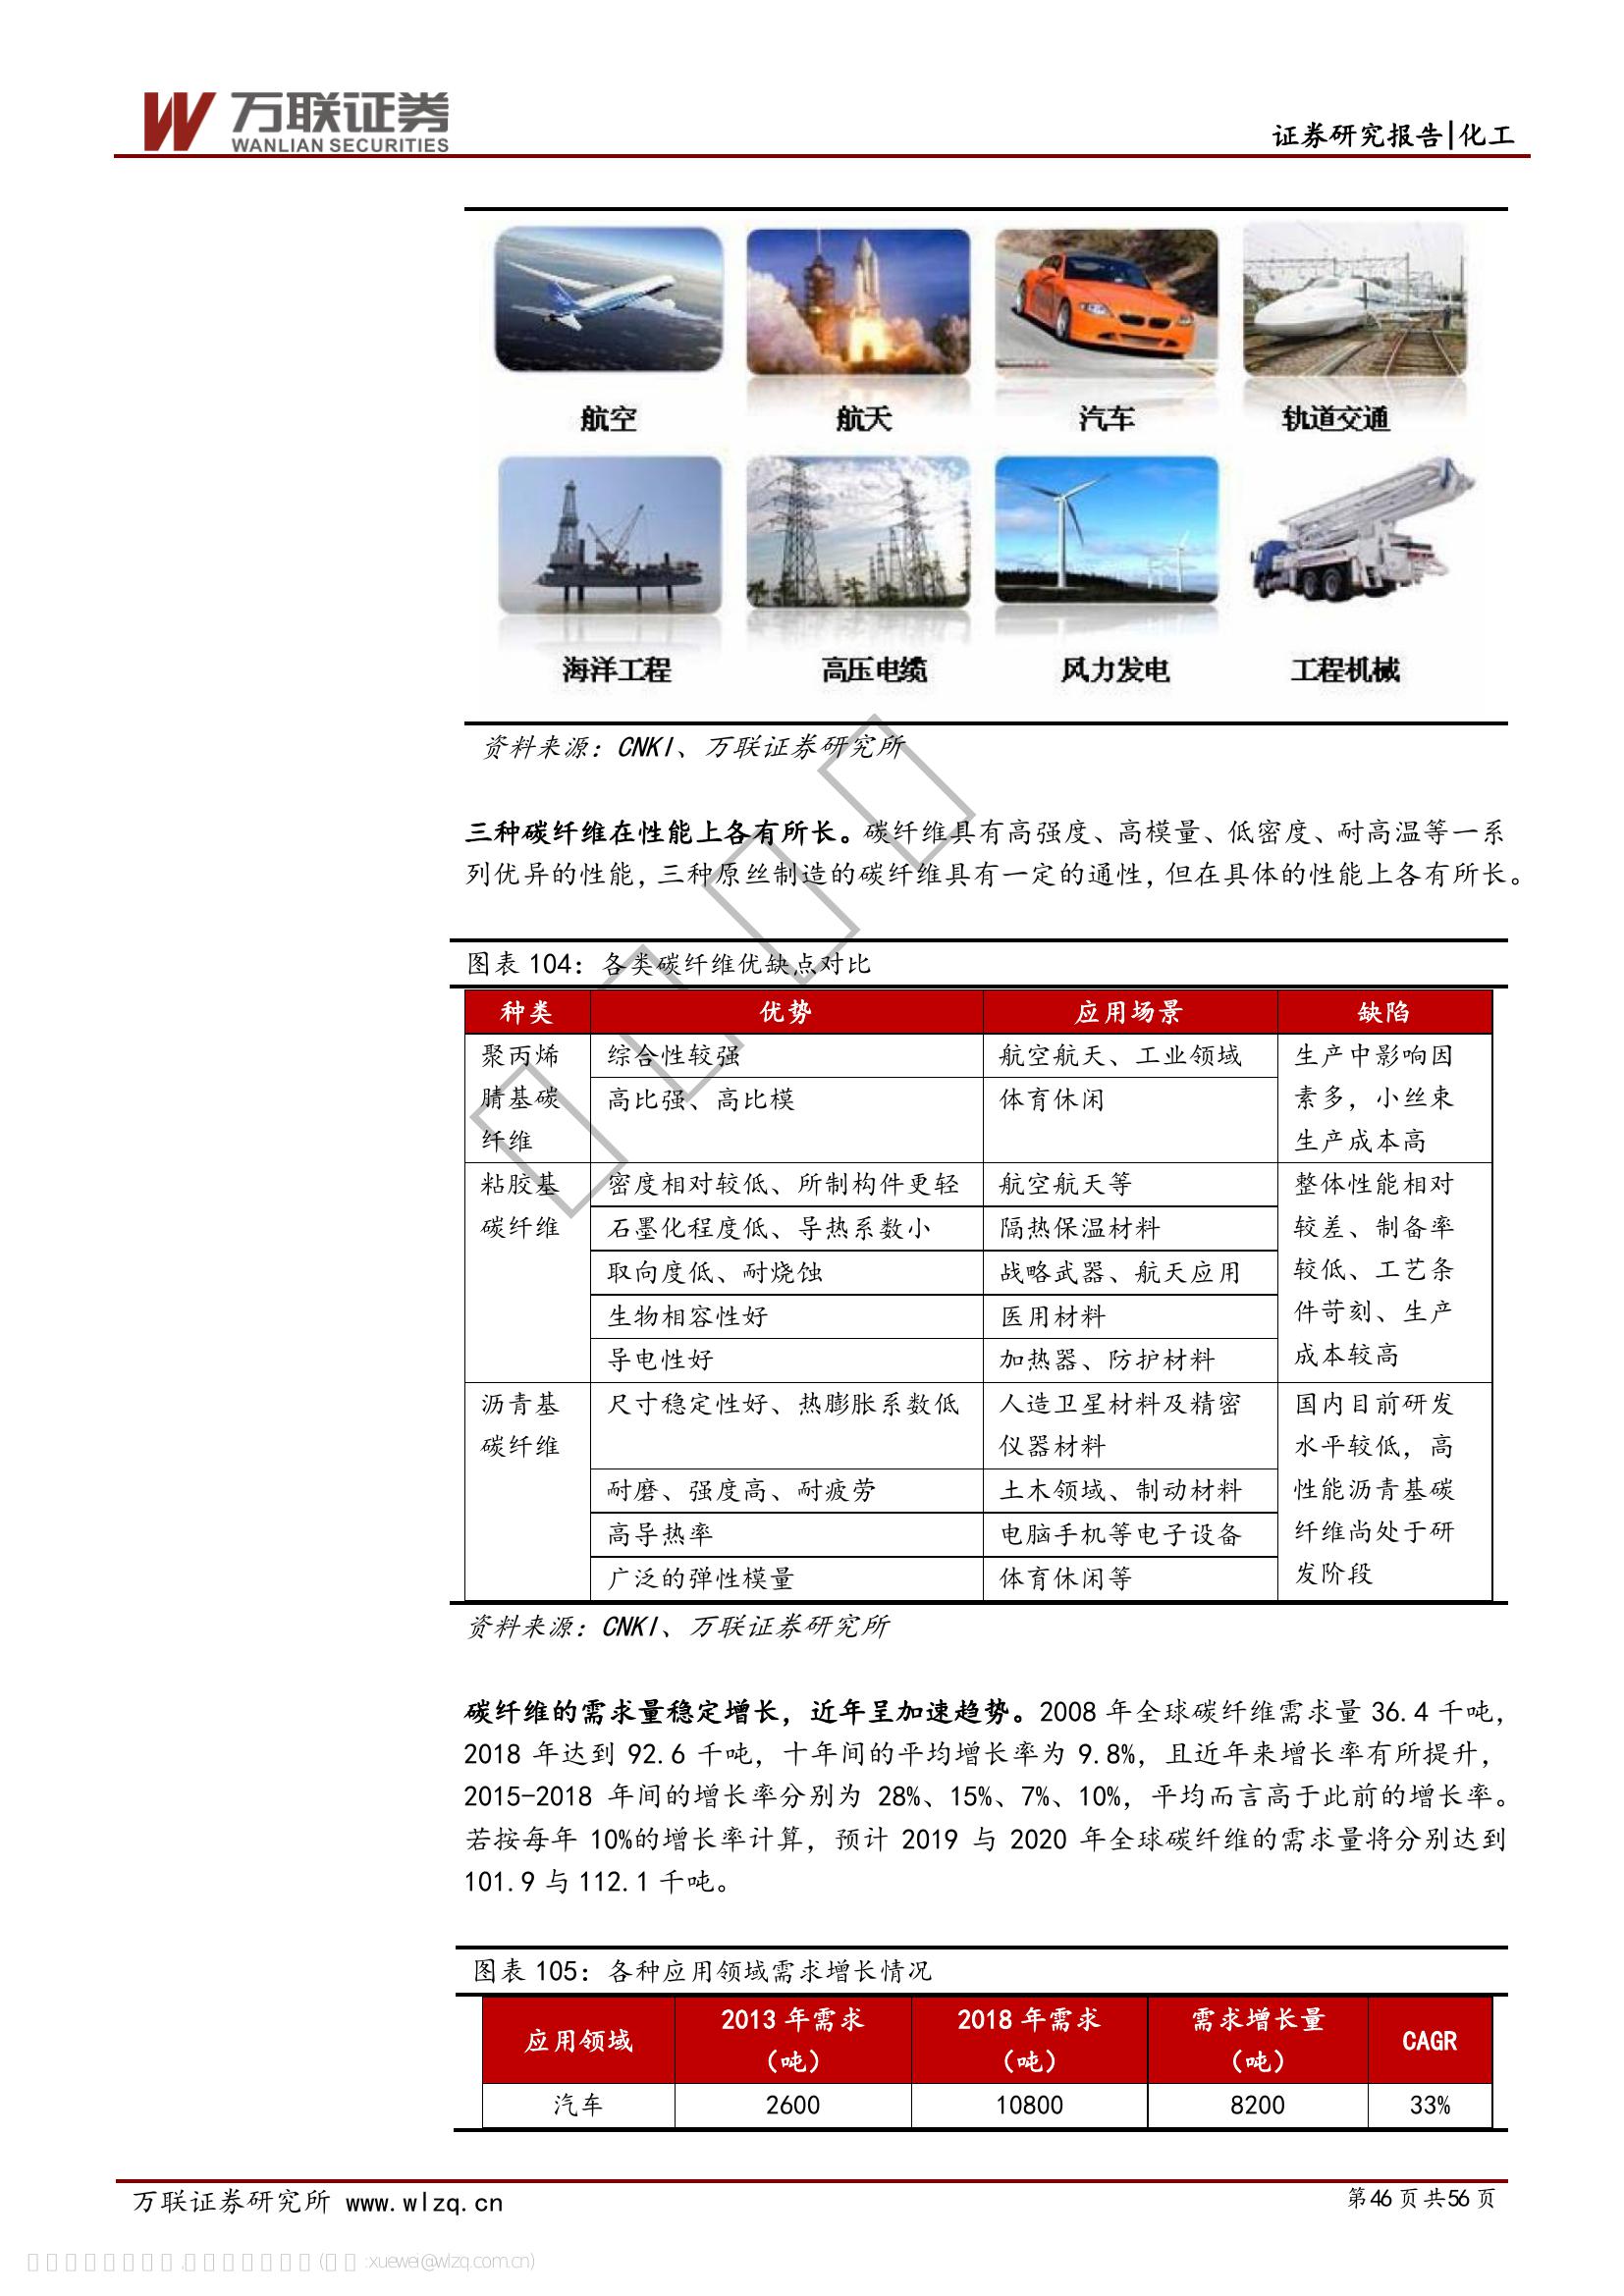 万联证券
WANLIAN SECURITIES
证券研究报告|化工
航空 航天 汽车 轨道交通
海洋工程 高压电缆 风力发电 工程机械
资料来源：CNKI、万联证券研究所
三种碳纤维在性能上各有所长。碳纤维具有高强度、高模量、低密度、耐高温等一系
列优异的性能，三种原丝制造的碳纤维具有一定的通性，但在具体的性能上各有所长。
图表 104：各类碳纤维优缺点对比
种类 优势 应用场景 缺陷
聚丙烯 综合性较强 航空航天、工业领域 生产中影响因
腈基碳 高比强、高比模 体育休闲 素多，小丝束
纤维 生产成本高
粘胶基 密度相对较低、所制构件更轻 航空航天等 整体性能相对
碳纤维 石墨化程度低、导热系数小 隔热保温材料 较差、制备率
取向度低、耐烧蚀 战略武器、航天应用 较低、工艺条
生物相容性好 医用材料 件苛刻、生产
导电性好 加热器、防护材料 成本较高
沥青基 尺寸稳定性好、热膨胀系数低 人造卫星材料及精密 国内目前研发
碳纤维 仪器材料 水平较低，高
耐磨、强度高、耐疲劳 土木领域、制动材料 性能沥青基碳
高导热率 电脑手机等电子设备 纤维尚处于研
广泛的弹性模量 体育休闲等 发阶段
资料来源：CNKI、万联证券研究所
碳纤维的需求量稳定增长，近年呈加速趋势。2008 年全球碳纤维需求量 36.4 千吨，
2018 年达到 92.6 千吨，十年间的平均增长率为 9.8%，且近年来增长率有所提升，
2015-2018 年间的增长率分别为 28%、15%、7%、10%，平均而言高于此前的增长率。
若按每年 10%的增长率计算，预计 2019 与 2020 年全球碳纤维的需求量将分别达到
101.9 与 112.1 千吨。
图表 105：各种应用领域需求增长情况
应用领域 2013 年需求（吨） 2018 年需求（吨） 需求增长量（吨） CAGR
汽车 2600 10800 8200 33%
万联证券研究所 www.wlzq.cn
第46 页 共56 页
xuewei@wlzq.com.cn)